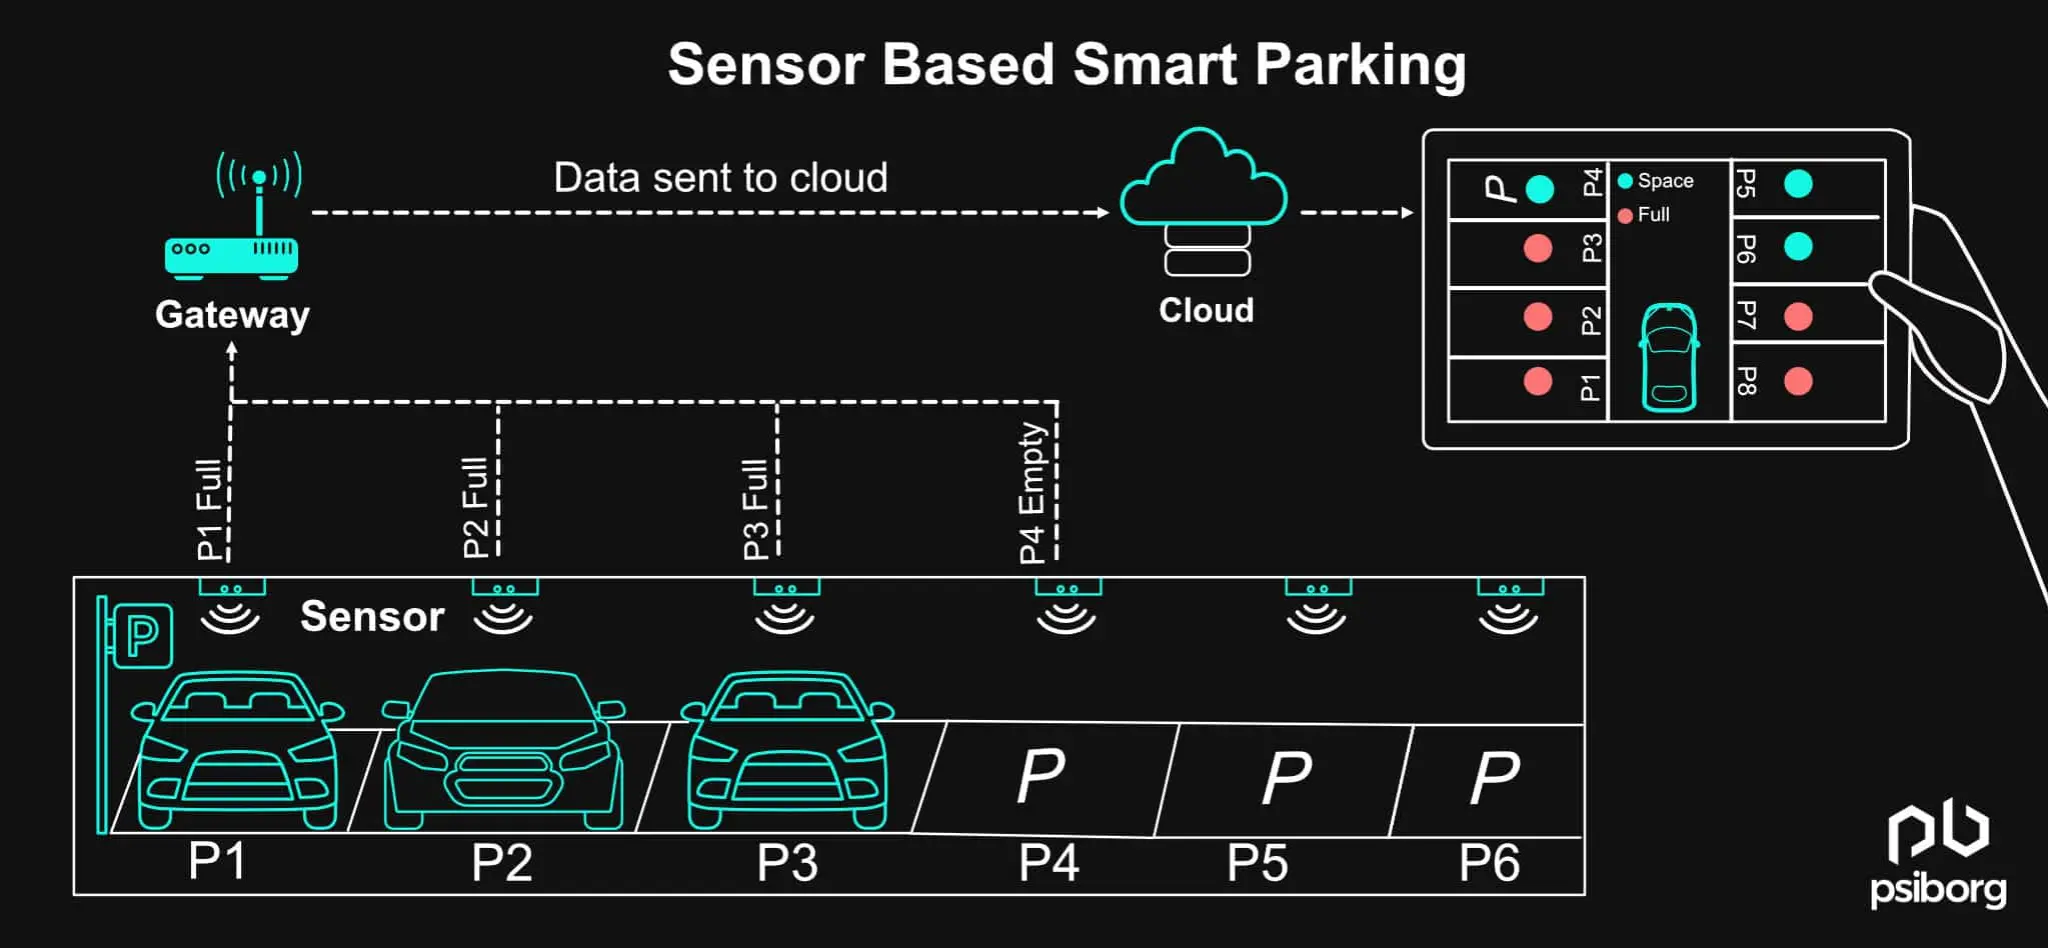 Sensor Based Smart Parking
Data sent to cloud
Gateway
Cloud
P
P4
P3
P2
P1
Space
Full
P5
P6
P7
P8
P1 Full
P2 Full
P3 Full
P4 Empty
P
Sensor
P
P
P
P1
P2
P3
P4
P5
P6
pb
psiborg